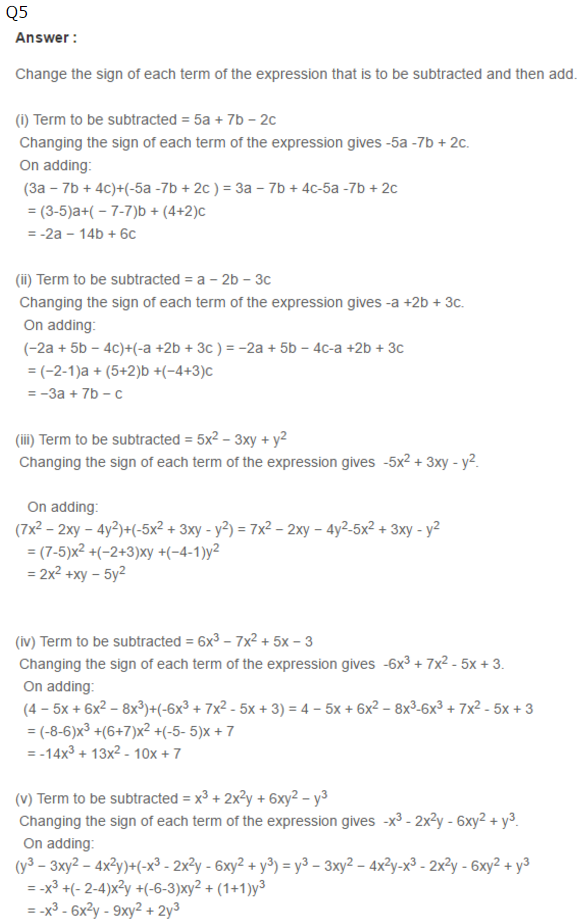 Q5
Answer :
Change the sign of each term of the expression that is to be subtracted and then add.
(i) Term to be subtracted = 5a + 7b − 2c
Changing the sign of each term of the expression gives -5a -7b + 2c.
On adding:
(3a − 7b + 4c)+(-5a -7b + 2c ) = 3a − 7b + 4c-5a -7b + 2c
= (3-5)a+( − 7-7)b + (4+2)c
= -2a − 14b + 6c
(ii) Term to be subtracted = a − 2b − 3c
Changing the sign of each term of the expression gives -a +2b + 3c.
On adding:
(−2a + 5b − 4c)+(-a +2b + 3c ) = −2a + 5b − 4c-a +2b + 3c
= (−2-1)a + (5+2)b +(−4+3)c
= −3a + 7b − c
(iii) Term to be subtracted = 5x² − 3xy + y²
Changing the sign of each term of the expression gives -5x² + 3xy - y².
On adding:
(7x² − 2xy − 4y²)+(-5x² + 3xy - y²) = 7x² − 2xy − 4y²-5x² + 3xy - y²
= (7-5)x² +(−2+3)xy +(−4-1)y²
= 2x² +xy − 5y²
(iv) Term to be subtracted = 6x³ − 7x² + 5x − 3
Changing the sign of each term of the expression gives -6x³ + 7x² - 5x + 3.
On adding:
(4 − 5x + 6x² − 8x³)+(-6x³ + 7x² - 5x + 3) = 4 − 5x + 6x² − 8x³-6x³ + 7x² - 5x + 3
= (-8-6)x³ +(6+7)x² +(-5- 5)x + 7
= -14x³ + 13x² - 10x + 7
(v) Term to be subtracted = x³ + 2x²y + 6xy² − y³
Changing the sign of each term of the expression gives -x³ - 2x²y - 6xy² + y³.
On adding:
(y³ − 3xy² − 4x²y)+(-x³ - 2x²y - 6xy² + y³) = y³ − 3xy² − 4x²y-x³ - 2x²y - 6xy² + y³
= -x³ +(- 2-4)x²y +(-6-3)xy² + (1+1)y³
= -x³ - 6x²y - 9xy² + 2y³